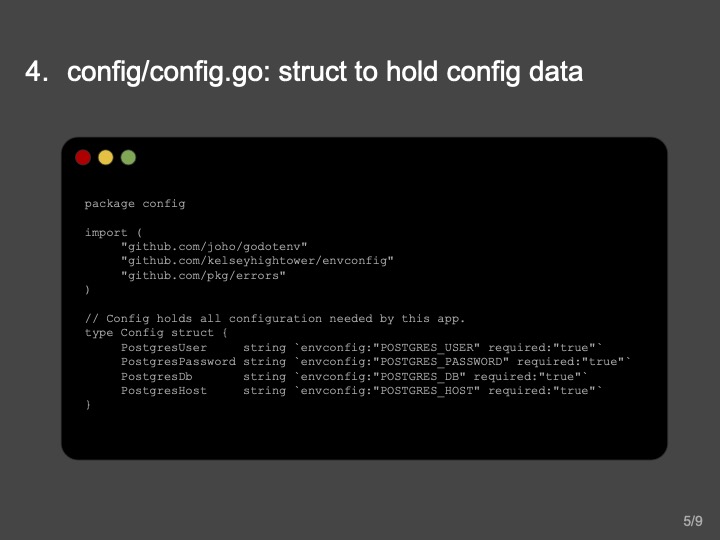 4. config/config.go: struct to hold config data
package config
import (
"github.com/joho/godotenv"
"github.com/kelseyhightower/envconfig"
"github.com/pkg/errors"
)
// Config holds all configuration needed by this app.
type Config struct {
PostgresUser     string `envconfig:"POSTGRES_USER" required:"true"`
PostgresPassword string `envconfig:"POSTGRES_PASSWORD" required:"true"`
PostgresDb       string `envconfig:"POSTGRES_DB" required:"true"`
PostgresHost     string `envconfig:"POSTGRES_HOST" required:"true"`
}
5/9